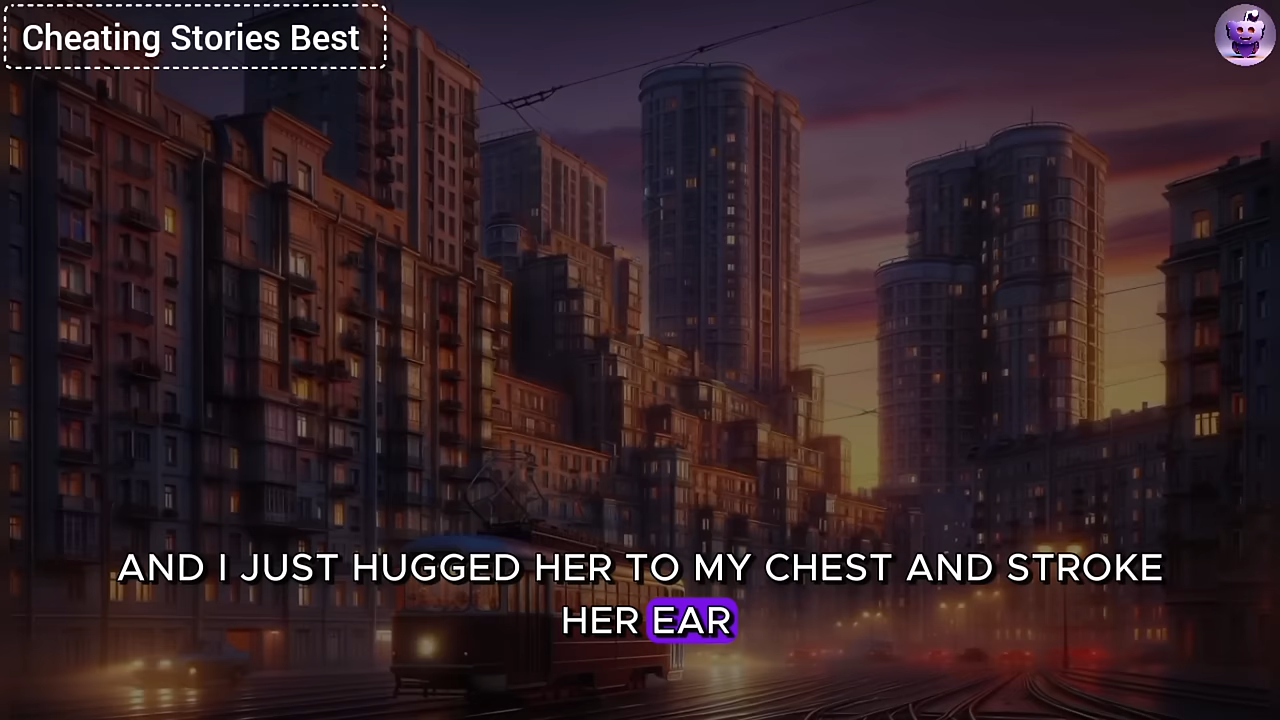 Cheating Stories Best
AND I JUST HUGGED HER TO MY CHEST AND STROKE
HER EAR